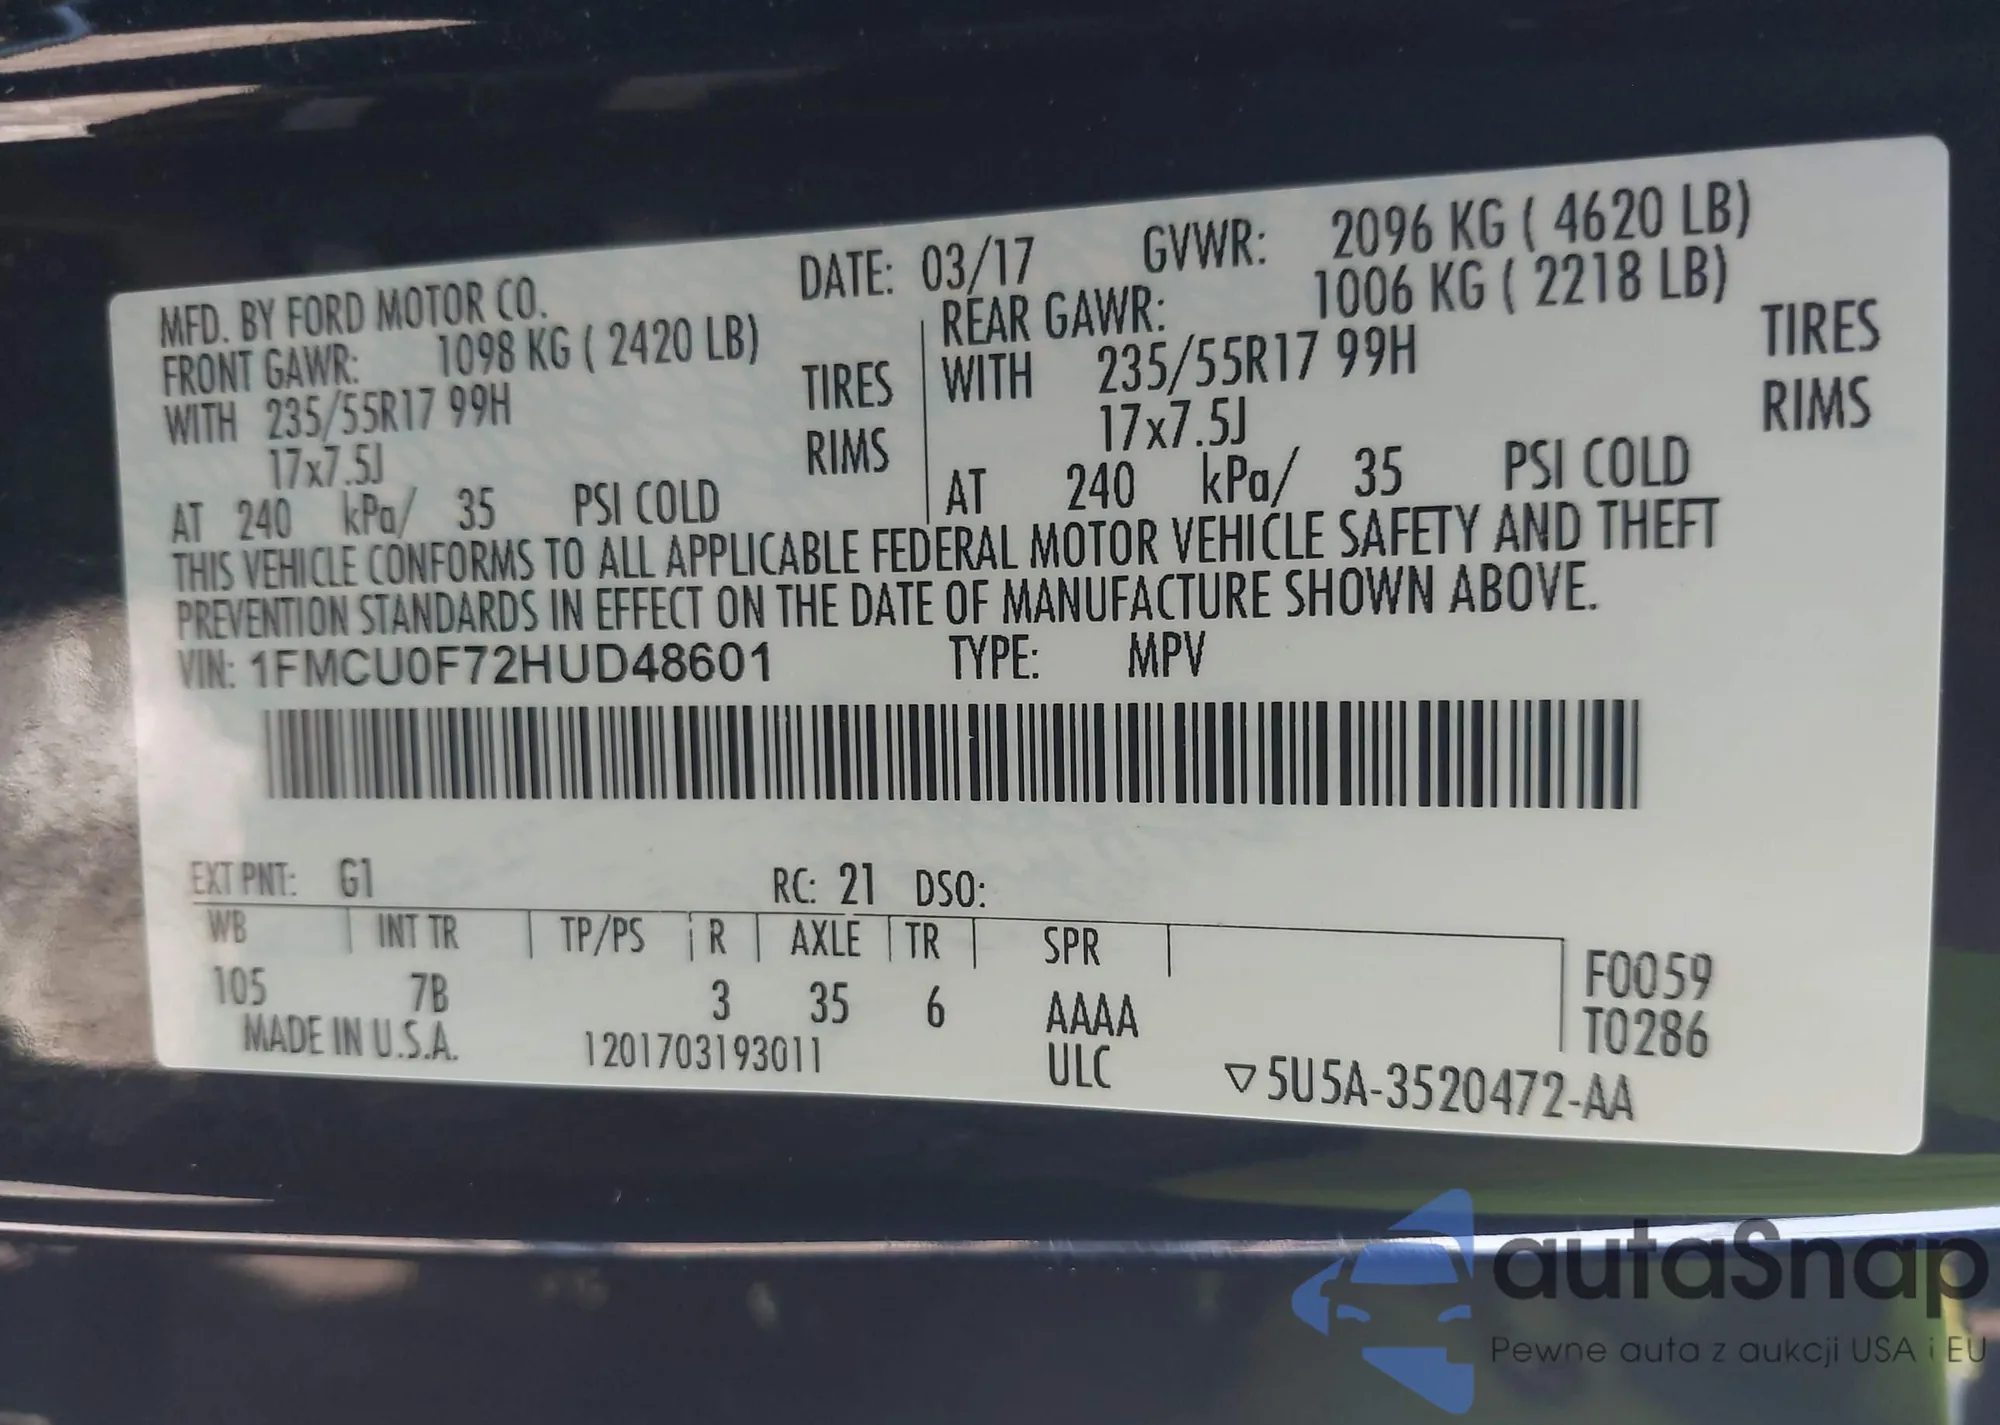 MFD. BY FORD MOTOR CO. DATE: 03/17 GVWR: 2096 KG ( 4620 LB)
FRONT GAWR: 1098 KG ( 2420 LB) REAR GAWR: 1006 KG ( 2218 LB)
WITH 235/55R17 99H TIRES WITH 235/55R17 99H TIRES
17x7.5J RIMS 17x7.5J RIMS
AT 240 kPa/ 35 PSI COLD AT 240 kPa/ 35 PSI COLD
THIS VEHICLE CONFORMS TO ALL APPLICABLE FEDERAL MOTOR VEHICLE SAFETY AND THEFT
PREVENTION STANDARDS IN EFFECT ON THE DATE OF MANUFACTURE SHOWN ABOVE.
VIN: 1FMCU0F72HUD48601 TYPE: MPV
EXT PNT: G1 RC: 21 DSO:
WB INT TR TP/PS R AXLE TR SPR F0059
105 7B 3 35 6 AAAA T0286
MADE IN U.S.A. 1201703193011 ULC ▽5U5A-3520472-AA
autaSnap
Pewne auta z aukcji USA i EU